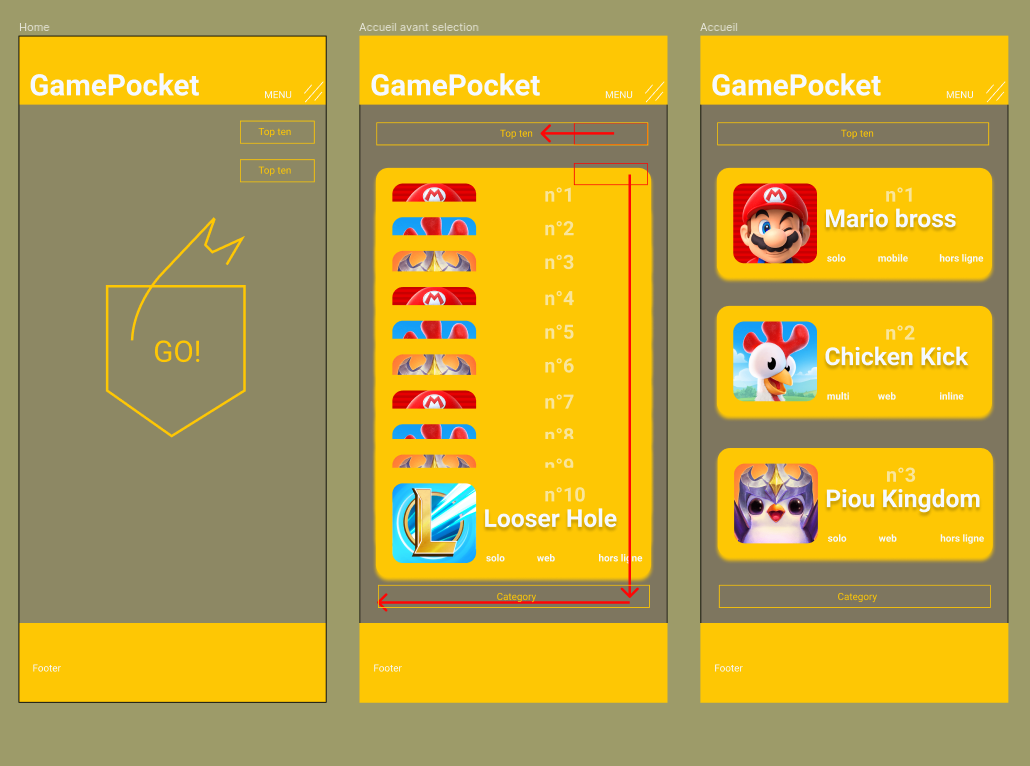 Home
GamePocket
MENU
Top ten
Top ten
GO!
Footer
Accueil avant selection
GamePocket
MENU
Top ten
n°1
n°2
n°3
n°4
n°5
n°6
n°7
n°8
n°9
n°10
Looser Hole
solo web hors ligne
Category
Footer
Accueil
GamePocket
MENU
Top ten
M
n°1
Mario bross
solo mobile hors ligne
n°2
Chicken Kick
multi web inline
n°3
Piou Kingdom
solo web hors ligne
Category
Footer